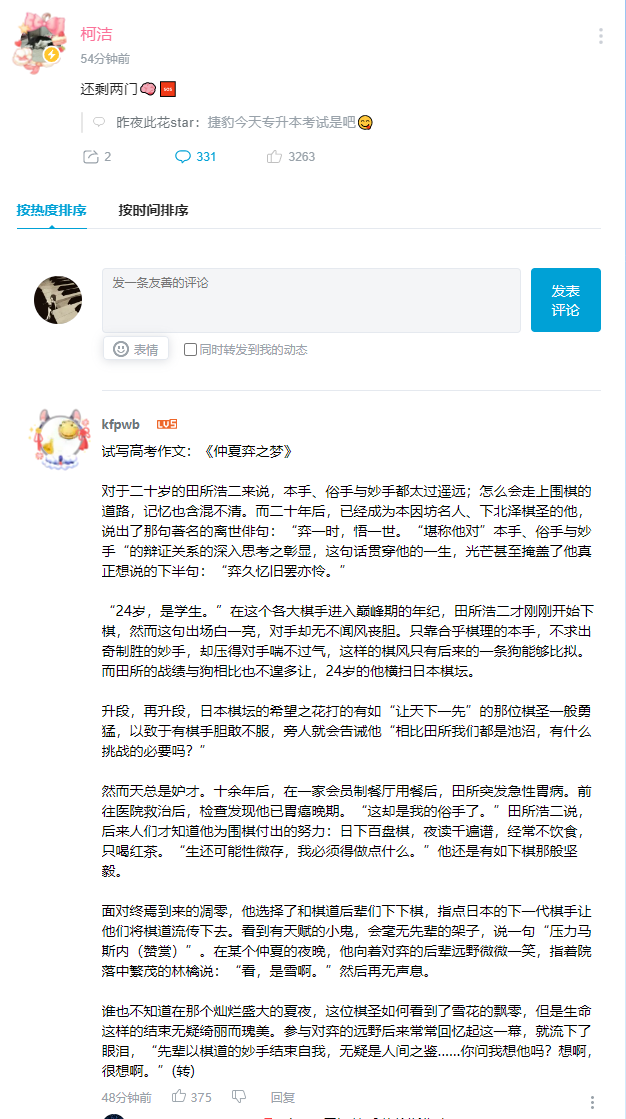 柯洁
54分钟前
还剩两门🧠🆘
昨夜此花star：捷豹今天专升本考试是吧😋
2
331
3263
按热度排序 按时间排序
发一条友善的评论
发表
评论
表情
同时转发到我的动态
kfpwb LV5
试写高考作文：《仲夏弈之梦》
对于二十岁的田所浩二来说，本手、俗手与妙手都太过遥远；怎么会走上围棋的
道路，记忆也含混不清。而二十年后，已经成为本因坊名人、下北泽棋圣的他，
说出了那句著名的离世俳句：“弈一时，悟一世。“堪称他对”本手、俗手与妙
手“的辩证关系的深入思考之彰显，这句话贯穿他的一生，光芒甚至掩盖了他真
正想说的下半句：“弈久忆旧罢亦怜。”
“24岁，是学生。”在这个各大棋手进入巅峰期的年纪，田所浩二才刚刚开始下
棋，然而这句出场白一亮，对手却无不闻风丧胆。只靠合乎棋理的本手，不求出
奇制胜的妙手，却压得对手喘不过气，这样的棋风只有后来的一条狗能够比拟。
而田所的战绩与狗相比也不遑多让，24岁的他横扫日本棋坛。
升段，再升段，日本棋坛的希望之花打的有如“让天下一先”的那位棋圣一般勇
猛，以致于有棋手胆敢不服，旁人就会告诫他“相比田所我们都是池沼，有什么
挑战的必要吗？”
然而天总是妒才。十余年后，在一家会员制餐厅用餐后，田所突发急性胃病。前
往医院救治后，检查发现他已胃癌晚期。“这却是我的俗手了。”田所浩二说，
后来人们才知道他为围棋付出的努力：日下百盘棋，夜读千遍谱，经常不饮食，
只喝红茶。“生还可能性微存，我必须得做点什么。”他还是有如下棋那般坚
毅。
面对终焉到来的凋零，他选择了和棋道后辈们下下棋，指点日本的下一代棋手让
他们将棋道流传下去。看到有天赋的小鬼，会毫无先辈的架子，说一句“压力马
斯内（赞赏）”。在某个仲夏的夜晚，他向着对弈的后辈远野微微一笑，指着院
落中繁茂的林檎说：“看，是雪啊。”然后再无声息。
谁也不知道在那个灿烂盛大的夏夜，这位棋圣如何看到了雪花的飘零，但是生命
这样的结束无疑绮丽而瑰美。参与对弈的远野后来常常回忆起这一幕，就流下了
眼泪，“先辈以棋道的妙手结束自我，无疑是人间之鉴......你问我想他吗？想啊，
很想啊。”(转)
48分钟前 375 回复